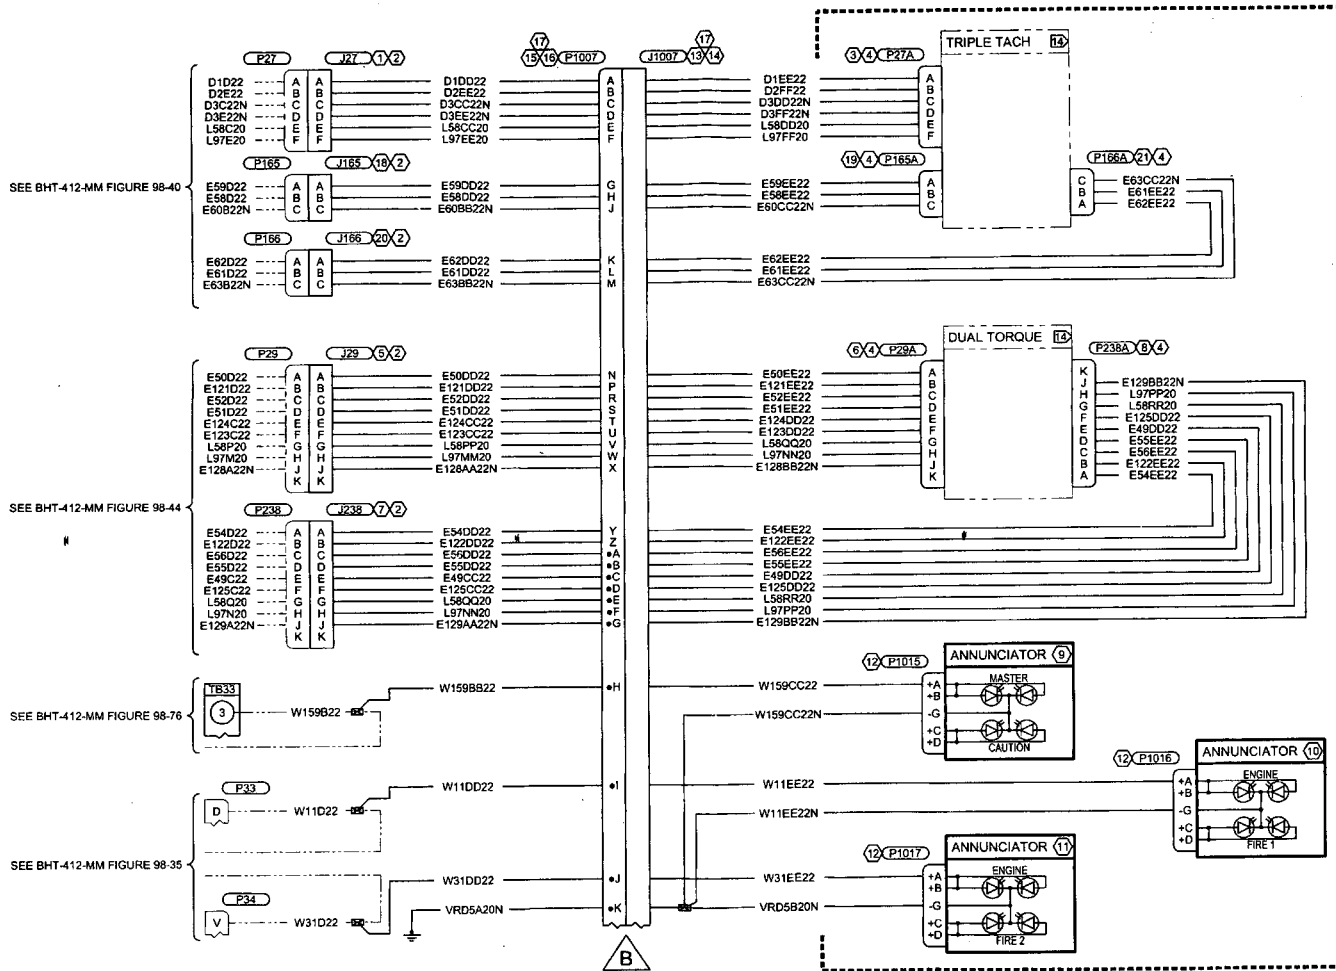 TRIPLE TACH 14
P27 J27 1 2 17 15 16 P1007 J1007 17 13 14 3 4 P27A
D1D22 A A D1DD22 A D1EE22 A
D2E22 B B D2EE22 B D2FF22 B
D3C22N C C D3CC22N C D3DD22N C
D3E22N D D D3EE22N D D3FF22N D
L58C20 E E L58CC20 E L58DD20 E
L97E20 F F L97EE20 F L97FF20 F
P165 J165 18 2 19 4 P165A P166A 21 4
SEE BHT-412-MM FIGURE 98-40
E59D22 A A E59DD22 G E59EE22 A C E63CC22N
E58D22 B B E58DD22 H E58EE22 B B E61EE22
E60B22N C C E60BB22N J E60CC22N C A E62EE22
P166 J166 20 2
E62D22 A A E62DD22 K E62EE22
E61D22 B B E61DD22 L E61EE22
E63B22N C C E63BB22N M E63CC22N
DUAL TORQUE 14
P29 J29 5 2 6 4 P29A P238A 8 4
E50D22 A A E50DD22 N E50EE22 A K
E121D22 B B E121DD22 P E121EE22 B J E129BB22N
E52D22 C C E52DD22 R E52EE22 C H L97PP20
E51D22 D D E51DD22 S E51EE22 D G L58RR20
E124C22 E E E124CC22 T E124DD22 E F E125DD22
E123C22 F F E123CC22 U E123DD22 F E E49DD22
L58P20 G G L58PP20 V L58QQ20 G D E55EE22
L97M20 H H L97MM20 W L97NN20 H C E56EE22
E128A22N J J E128AA22N X E128BB22N J B E122EE22
K K K A E54EE22
SEE BHT-412-MM FIGURE 98-44
P238 J238 7 2
E54D22 A A E54DD22 Y E54EE22
E122D22 B B E122DD22 Z E122EE22
E56D22 C C E56DD22 •A E56EE22
E55D22 D D E55DD22 •B E55EE22
E49C22 E E E49CC22 •C E49DD22
E125C22 F F E125CC22 •D E125DD22
L58Q20 G G L58QQ20 •E L58RR20
L97N20 H H L97NN20 •F L97PP20
E129A22N J J E129AA22N •G E129BB22N
K K
12 P1015 ANNUNCIATOR 9
TB33 W159BB22 •H W159CC22 +A MASTER
+B
SEE BHT-412-MM FIGURE 98-76 3 W159B22 W159CC22N -G
+C
+D CAUTION
12 P1016 ANNUNCIATOR 10
P33 W11DD22 •I W11EE22 +A ENGINE
+B
D W11D22 W11EE22N -G
+C
+D FIRE 1
SEE BHT-412-MM FIGURE 98-35
12 P1017 ANNUNCIATOR 11
W31DD22 •J W31EE22 +A ENGINE
+B
P34 VRD5A20N •K VRD5B20N -G
V W31D22 +C
+D FIRE 2
B